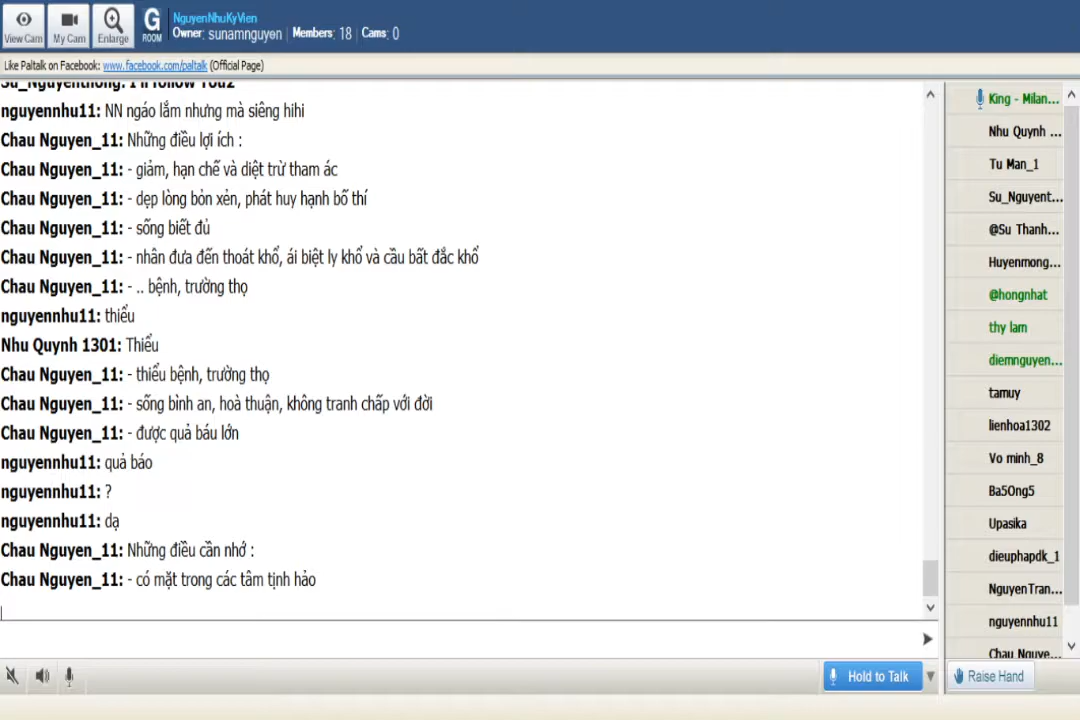 View Cam
My Cam
Enlarge
G
ROOM
NguyenNhuKyVien
Owner: sunamnguyen Members: 18 Cams: 0
Like Paltalk on Facebook: www.facebook.com/paltalk (Official Page)
Su_Nguyenthong: I'll follow You2
nguyennhu11: NN ngáo lắm nhưng mà siêng hihi
Chau Nguyen_11: Những điều lợi ích :
Chau Nguyen_11: - giảm, hạn chế và diệt trừ tham ác
Chau Nguyen_11: - dẹp lòng bỏn xẻn, phát huy hạnh bố thí
Chau Nguyen_11: - sống biết đủ
Chau Nguyen_11: - nhân đưa đến thoát khổ, ái biệt ly khổ và cầu bất đắc khổ
Chau Nguyen_11: - .. bệnh, trường thọ
nguyennhu11: thiểu
Nhu Quynh 1301: Thiểu
Chau Nguyen_11: - thiểu bệnh, trường thọ
Chau Nguyen_11: - sống bình an, hoà thuận, không tranh chấp với đời
Chau Nguyen_11: - được quả báu lớn
nguyennhu11: quả báo
nguyennhu11: ?
nguyennhu11: dạ
Chau Nguyen_11: Những điều cần nhớ :
Chau Nguyen_11: - có mặt trong các tâm tịnh hảo
King - Milan...
Nhu Quynh ...
Tu Man_1
Su_Nguyent...
@Su Thanh...
Huyenmong...
@hongnhat
thy lam
diemnguyen...
tamuy
lienhoa1302
Vo minh_8
Ba5Ong5
Upasika
dieuphapdk_1
NguyenTran...
nguyennhu11
Chau Nguye...
Hold to Talk
Raise Hand